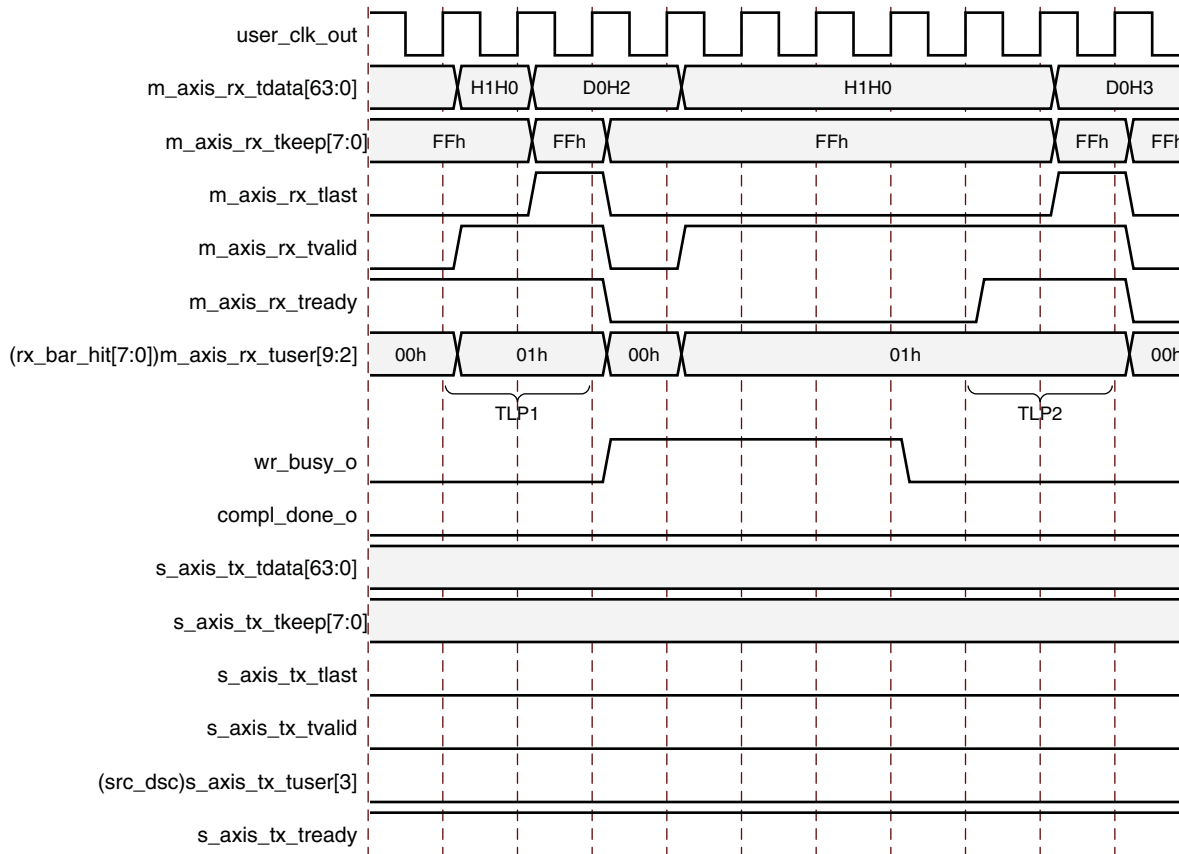 user_clk_out
m_axis_rx_tdata[63:0] H1H0 D0H2 H1H0 D0H3
m_axis_rx_tkeep[7:0] FFh FFh FFh FFh FFh
m_axis_rx_tlast
m_axis_rx_tvalid
m_axis_rx_tready
(rx_bar_hit[7:0])m_axis_rx_tuser[9:2] 00h 01h 00h 01h 00h
TLP1 TLP2
wr_busy_o
compl_done_o
s_axis_tx_tdata[63:0]
s_axis_tx_tkeep[7:0]
s_axis_tx_tlast
s_axis_tx_tvalid
(src_dsc)s_axis_tx_tuser[3]
s_axis_tx_tready